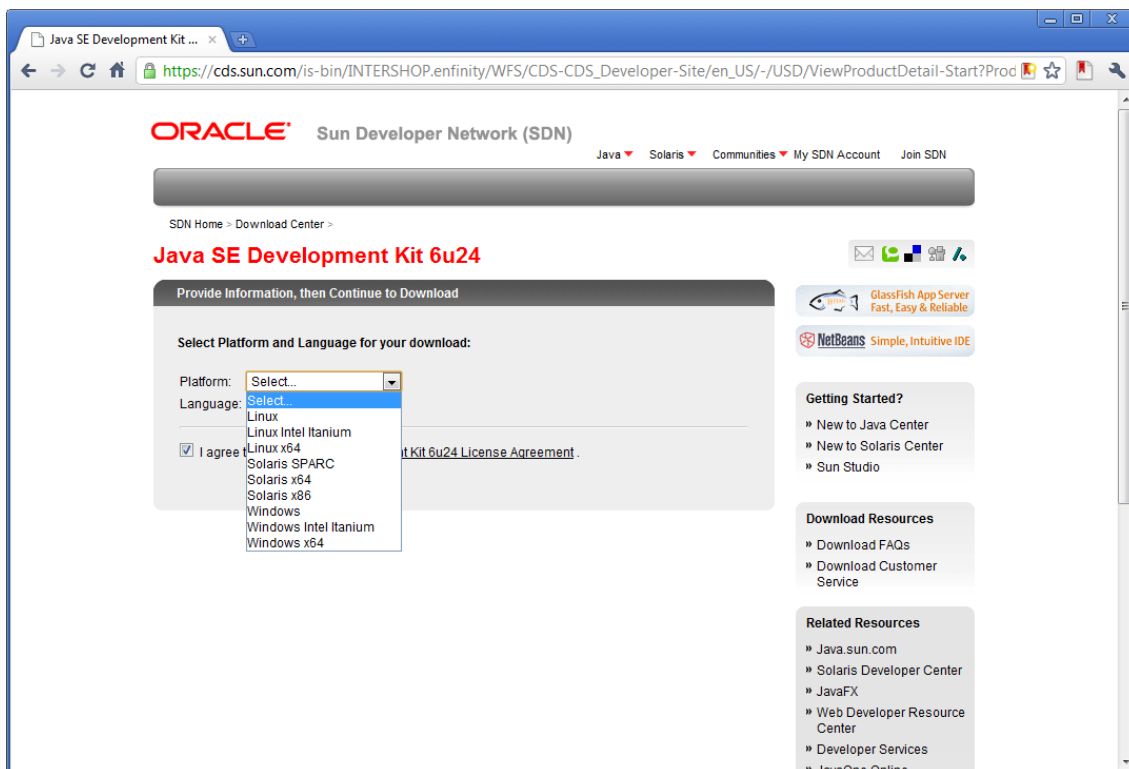 Java SE Development Kit ...
https://cds.sun.com/is-bin/INTERSHOP.enfinity/WFS/CDS-CDS_Developer-Site/en_US/-/USD/ViewProductDetail-Start?Prod
ORACLE Sun Developer Network (SDN)
Java Solaris Communities My SDN Account Join SDN
SDN Home > Download Center >
Java SE Development Kit 6u24
Provide Information, then Continue to Download
Select Platform and Language for your download:
Platform: Select...
Language:
Select...
Linux
Linux Intel Itanium
Linux x64
Solaris SPARC
Solaris x64
Solaris x86
Windows
Windows Intel Itanium
Windows x64
I agree t
t Kit 6u24 License Agreement .
GlassFish App Server
Fast, Easy & Reliable
NetBeans Simple, Intuitive IDE
Getting Started?
» New to Java Center
» New to Solaris Center
» Sun Studio
Download Resources
» Download FAQs
» Download Customer
Service
Related Resources
» Java.sun.com
» Solaris Developer Center
» JavaFX
» Web Developer Resource
Center
» Developer Services
» JavaOne Online